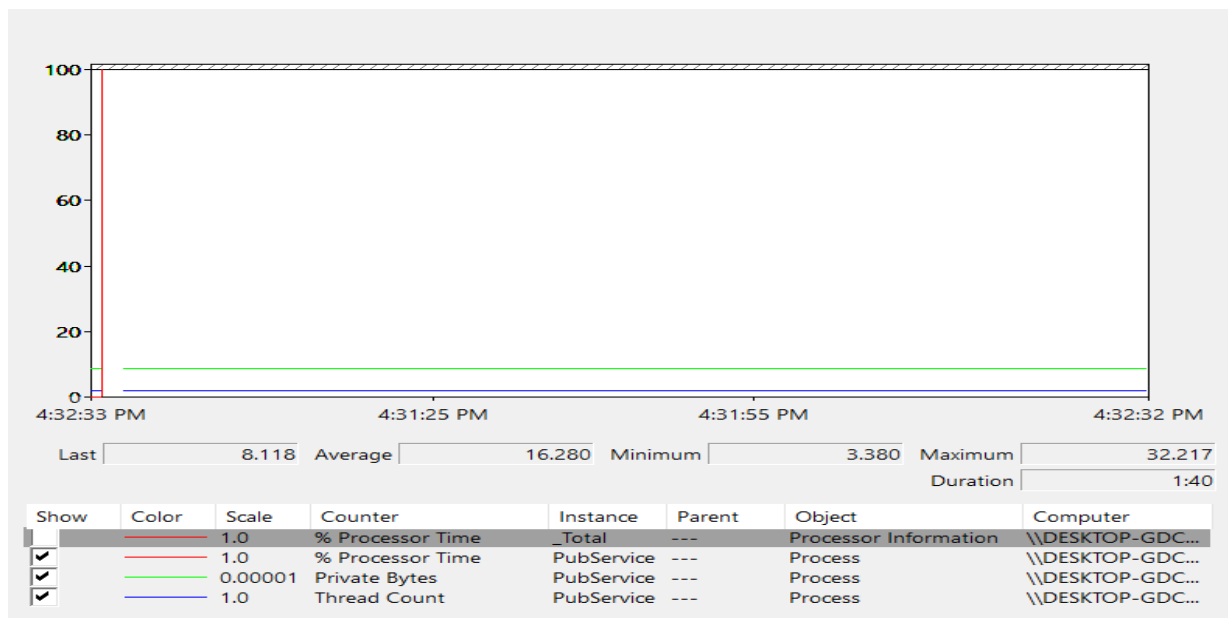 100
80
60
40
20
0
4:32:33 PM 4:31:25 PM 4:31:55 PM 4:32:32 PM
Last 8.118 Average 16.280 Minimum 3.380 Maximum 32.217
Duration 1:40
Show Color Scale Counter Instance Parent Object Computer
1.0 % Processor Time _Total --- Processor Information \\DESKTOP-GDC...
1.0 % Processor Time PubService --- Process \\DESKTOP-GDC...
0.00001 Private Bytes PubService --- Process \\DESKTOP-GDC...
1.0 Thread Count PubService --- Process \\DESKTOP-GDC...